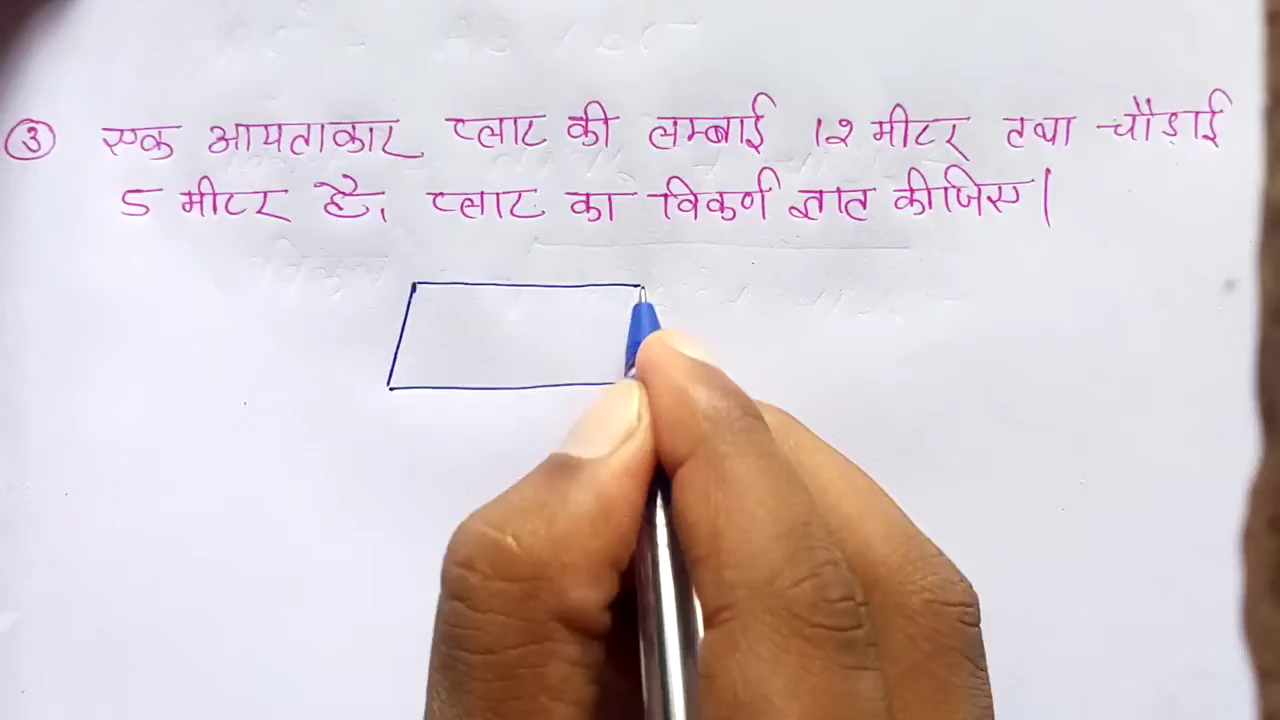 ③ एक आयताकार प्लाट की लम्बाई 12 मीटर तथा चौड़ाई
5 मीटर है, प्लाट का विकर्ण ज्ञात कीजिए।